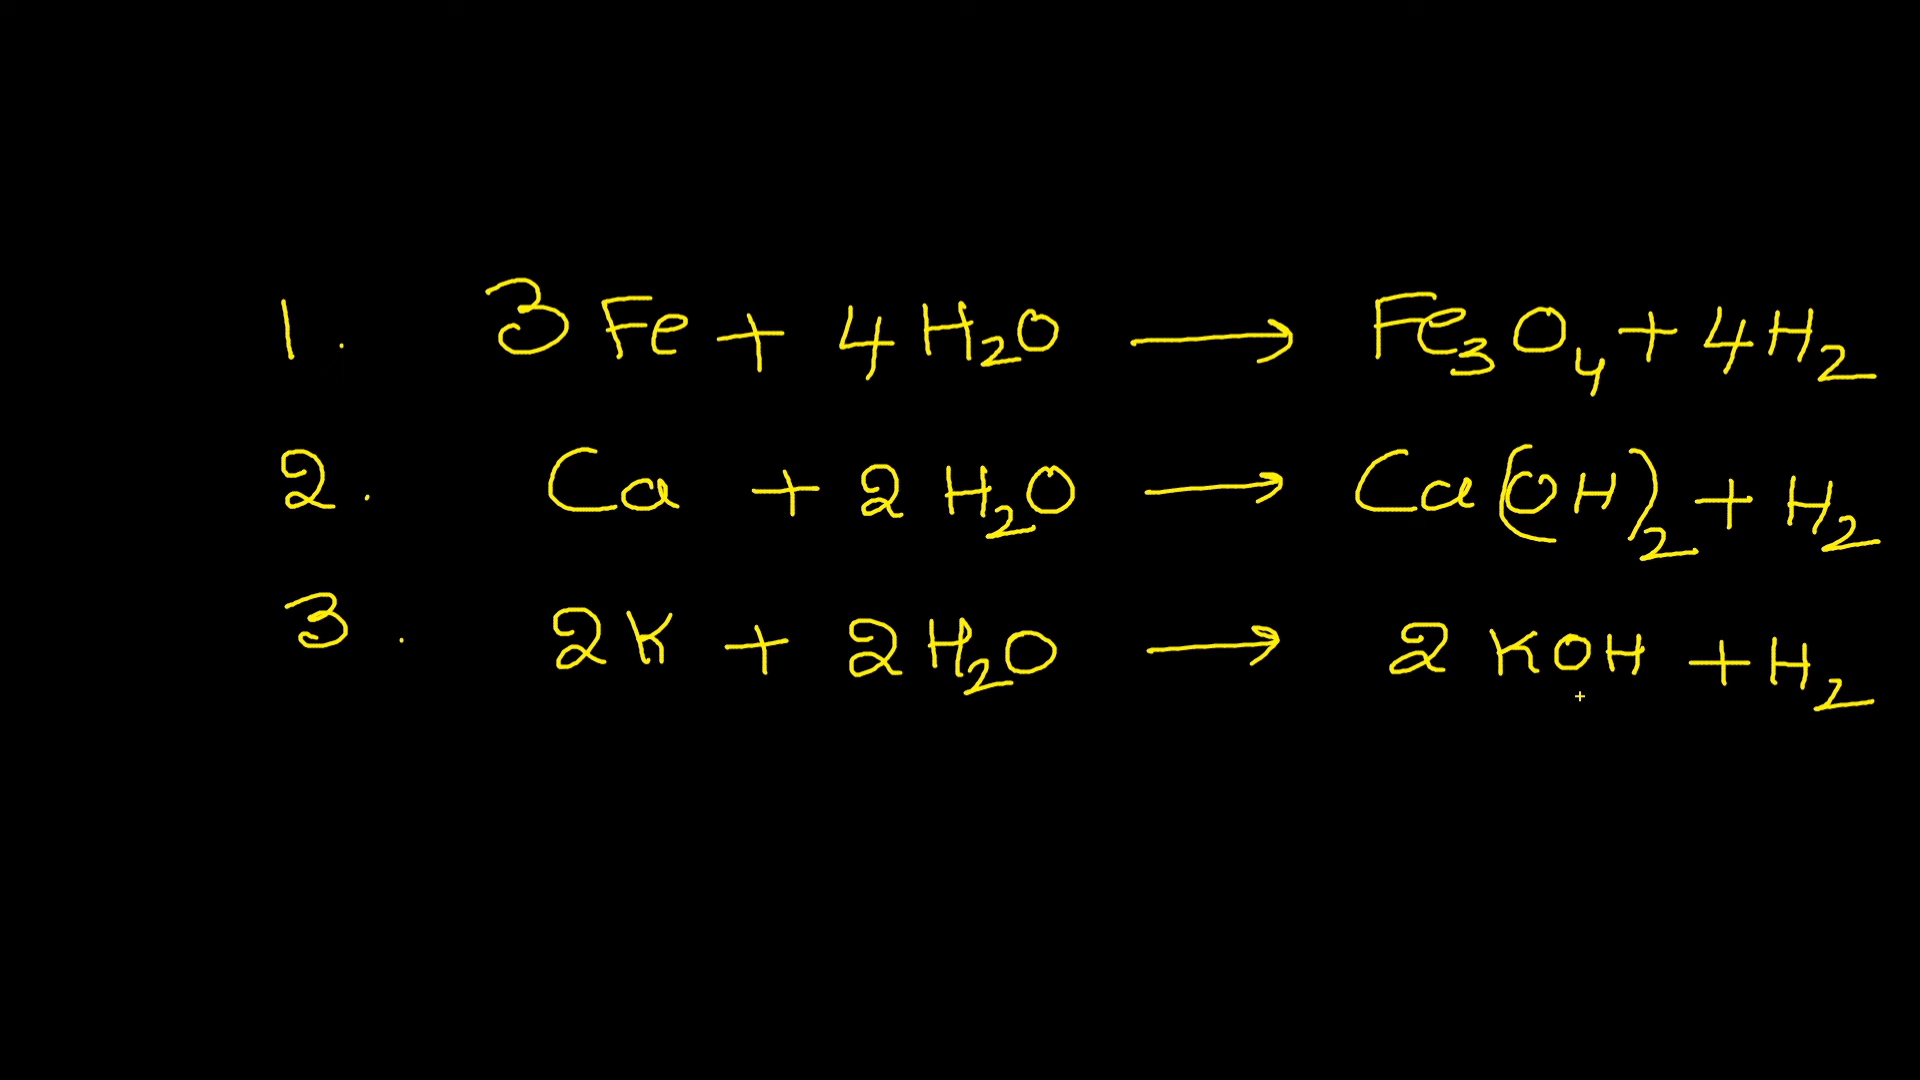 1. 3Fe + 4H₂O → Fe₃O₄ + 4H₂
2. Ca + 2H₂O → Ca(OH)₂ + H₂
3. 2K + 2H₂O → 2KOH + H₂